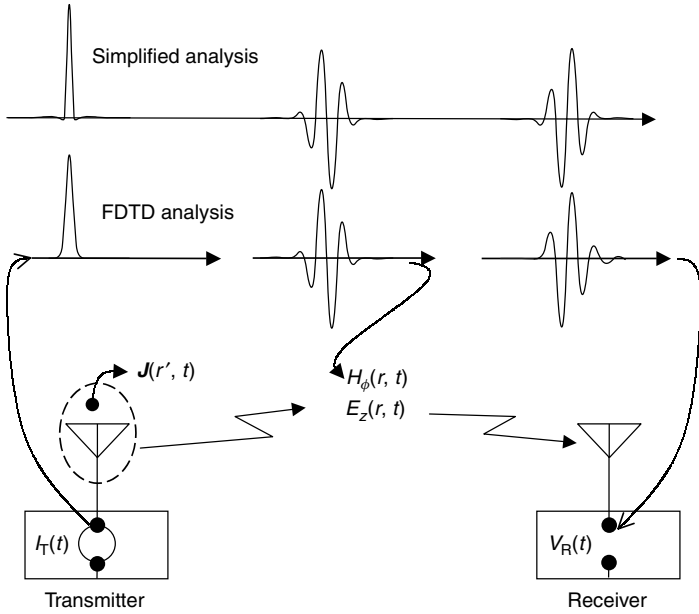 Simplified analysis
FDTD analysis
J(r′, t)
Hϕ(r, t)
Ez(r, t)
IT(t)
VR(t)
Transmitter
Receiver